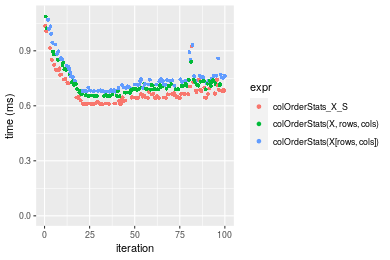 0.9
0.6
0.3
0.0
time (ms)
0
25
50
75
100
iteration
expr
colOrderStats_X_S
colOrderStats(X, rows, cols)
colOrderStats(X[rows, cols])